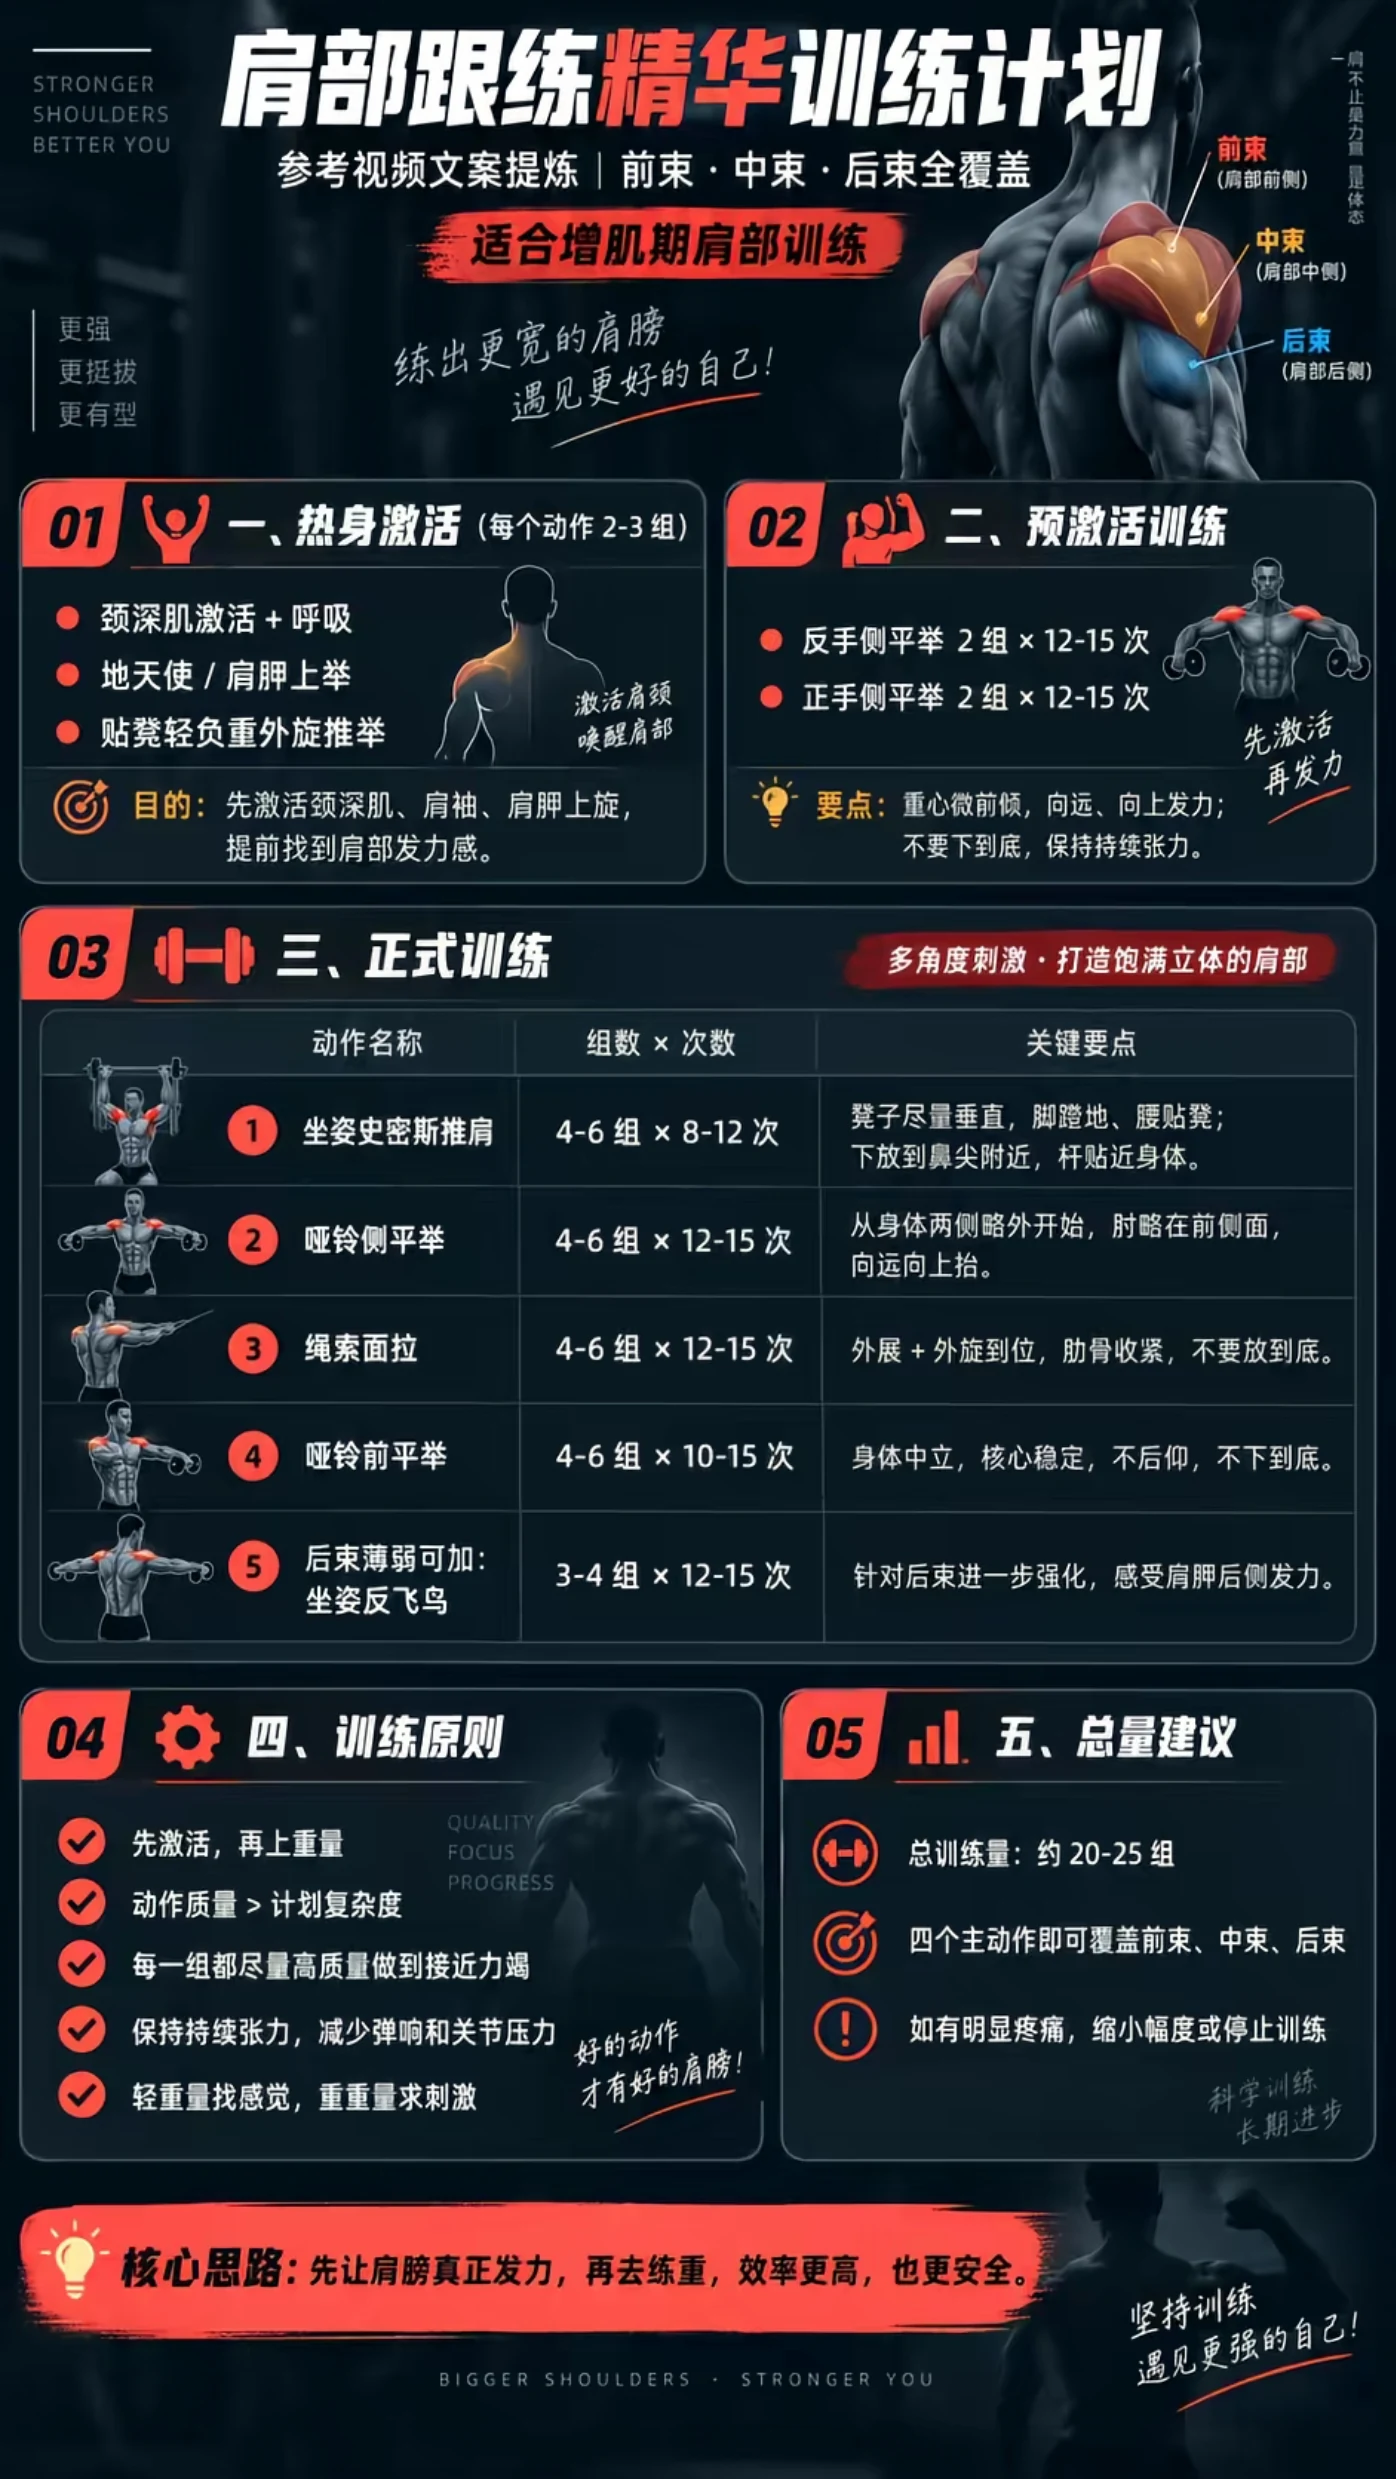 STRONGER
SHOULDERS
BETTER YOU
肩部跟练精华训练计划
参考视频文案提炼｜前束 · 中束 · 后束全覆盖
适合增肌期肩部训练
更强
更挺拔
更有型
练出更宽的肩膀
遇见更好的自己!
前束
(肩部前侧)
中束
(肩部中侧)
后束
(肩部后侧)
肩不止是力量
体态
01 一、热身激活（每个动作 2-3 组）
颈深肌激活 + 呼吸
地天使 / 肩胛上举
贴凳轻负重外旋推举
激活肩颈
唤醒肩部
目的：先激活颈深肌、肩袖、肩胛上旋，
提前找到肩部发力感。
02 二、预激活训练
反手侧平举 2 组 × 12-15 次
正手侧平举 2 组 × 12-15 次
先激活
再发力
要点：重心微前倾，向远、向上发力；
不要下到底，保持持续张力。
03 三、正式训练
多角度刺激 · 打造饱满立体的肩部
动作名称 组数 × 次数 关键要点
1 坐姿史密斯推肩 4-6 组 × 8-12 次 凳子尽量垂直，脚蹬地、腰贴凳；
下放到鼻尖附近，杆贴近身体。
2 哑铃侧平举 4-6 组 × 12-15 次 从身体两侧略外开始，肘略在前侧面，
向远向上抬。
3 绳索面拉 4-6 组 × 12-15 次 外展 + 外旋到位，肋骨收紧，不要放到底。
4 哑铃前平举 4-6 组 × 10-15 次 身体中立，核心稳定，不后仰，不下到底。
5 后束薄弱可加：
坐姿反飞鸟 3-4 组 × 12-15 次 针对后束进一步强化，感受肩胛后侧发力。
04 四、训练原则
QUALITY
FOCUS
PROGRESS
先激活，再上重量
动作质量 > 计划复杂度
每一组都尽量高质量做到接近力竭
保持持续张力，减少弹响和关节压力
轻重量找感觉，重重量求刺激
好的动作
才有好的肩膀!
05 五、总量建议
总训练量：约 20-25 组
四个主动作即可覆盖前束、中束、后束
如有明显疼痛，缩小幅度或停止训练
科学训练
长期进步
核心思路：先让肩膀真正发力，再去练重，效率更高，也更安全。
坚持训练
遇见更强的自己!
BIGGER SHOULDERS · STRONGER YOU